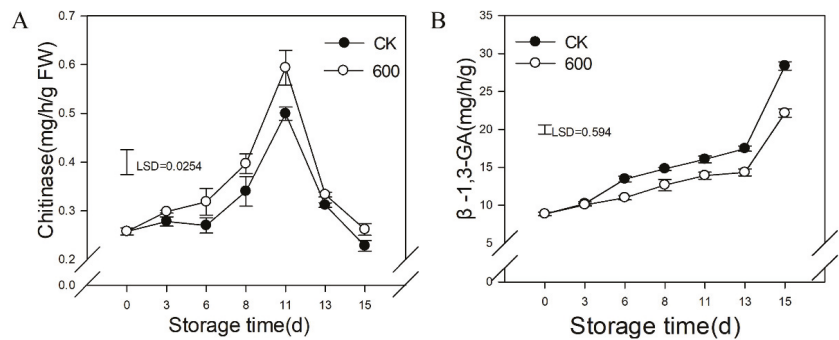 A
Chitinase(mg/h/g FW)
0.7
0.6
0.5
0.4
0.3
0.2
0.0
CK
600
LSD=0.0254
0 3 6 8 11 13 15
Storage time(d)
B
β -1,3-GA(mg/h/g)
35
30
25
20
15
10
5
0
CK
600
LSD=0.594
0 3 6 8 11 13 15
Storage time(d)